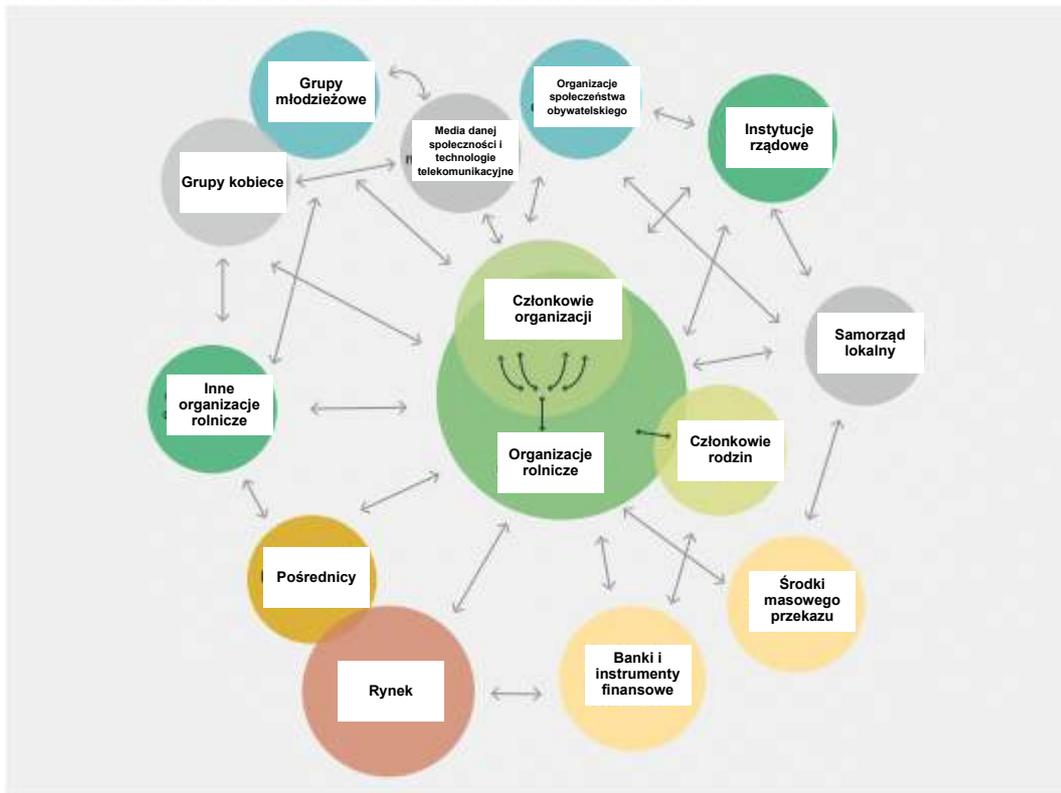 Grupy
młodzieżowe
Organizacje
społeczeństwa
obywatelskiego
Instytucje
rządowe
Media danej
społeczności i
technologie
telekomunikacyjne
Grupy kobiece
Członkowie
organizacji
Samorząd
lokalny
Inne
organizacje
rolnicze
Organizacje
rolnicze
Członkowie
rodzin
Pośrednicy
Środki
masowego
przekazu
Rynek
Banki i
instrumenty
finansowe